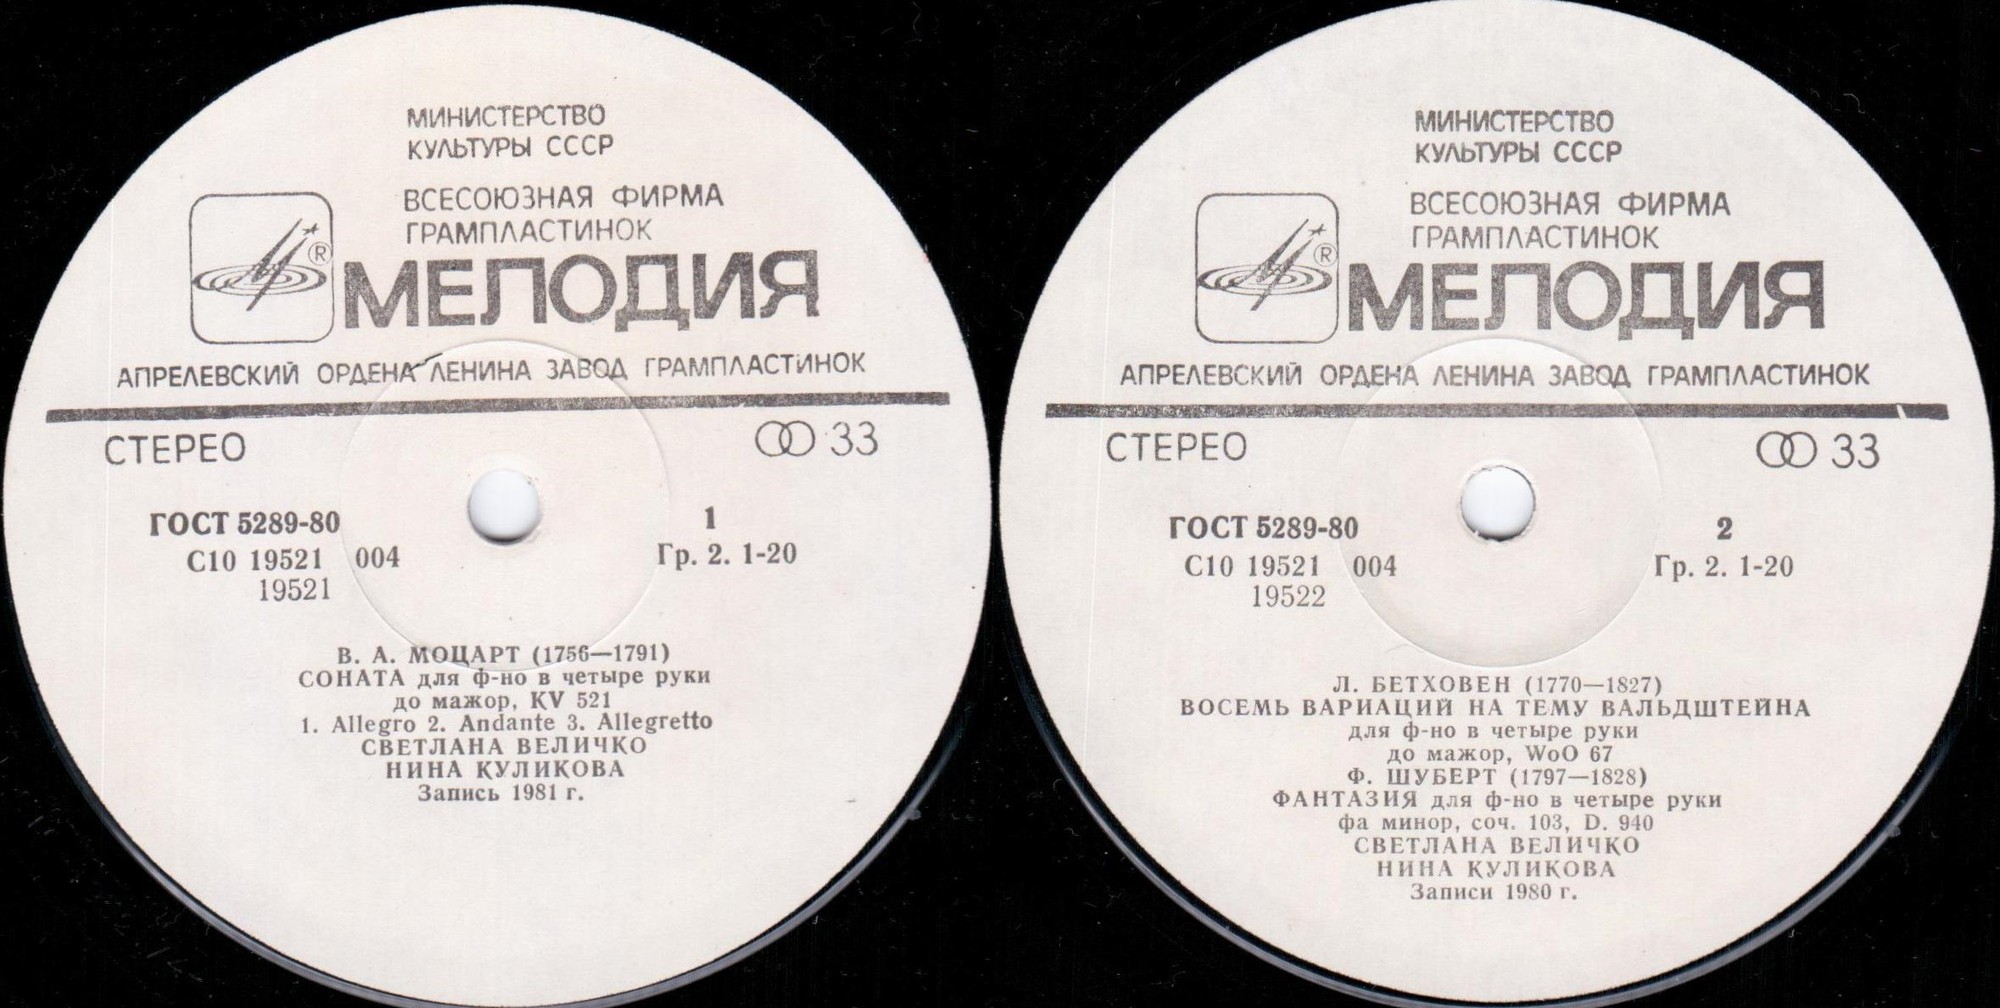 МИНИСТЕРСТВО
КУЛЬТУРЫ СССР
ВСЕСОЮЗНАЯ ФИРМА
ГРАМПЛАСТИНОК
®
МЕЛОДИЯ
АПРЕЛЕВСКИЙ ОРДЕНА ЛЕНИНА ЗАВОД ГРАМПЛАСТИНОК
СТЕРЕО
33
ГОСТ 5289-80
1
С10 19521 004
Гр. 2. 1-20
19521
В. А. МОЦАРТ (1756—1791)
СОНАТА для ф-но в четыре руки
до мажор, KV 521
1. Allegro 2. Andante 3. Allegretto
СВЕТЛАНА ВЕЛИЧКО
НИНА КУЛИКОВА
Запись 1981 г.
МИНИСТЕРСТВО
КУЛЬТУРЫ СССР
ВСЕСОЮЗНАЯ ФИРМА
ГРАМПЛАСТИНОК
®
МЕЛОДИЯ
АПРЕЛЕВСКИЙ ОРДЕНА ЛЕНИНА ЗАВОД ГРАМПЛАСТИНОК
СТЕРЕО
33
ГОСТ 5289-80
2
С10 19521 004
Гр. 2. 1-20
19522
Л. БЕТХОВЕН (1770—1827)
ВОСЕМЬ ВАРИАЦИЙ НА ТЕМУ ВАЛЬДШТЕЙНА
для ф-но в четыре руки
до мажор, WoO 67
Ф. ШУБЕРТ (1797—1828)
ФАНТАЗИЯ для ф-но в четыре руки
фа минор, соч. 103, D. 940
СВЕТЛАНА ВЕЛИЧКО
НИНА КУЛИКОВА
Записи 1980 г.